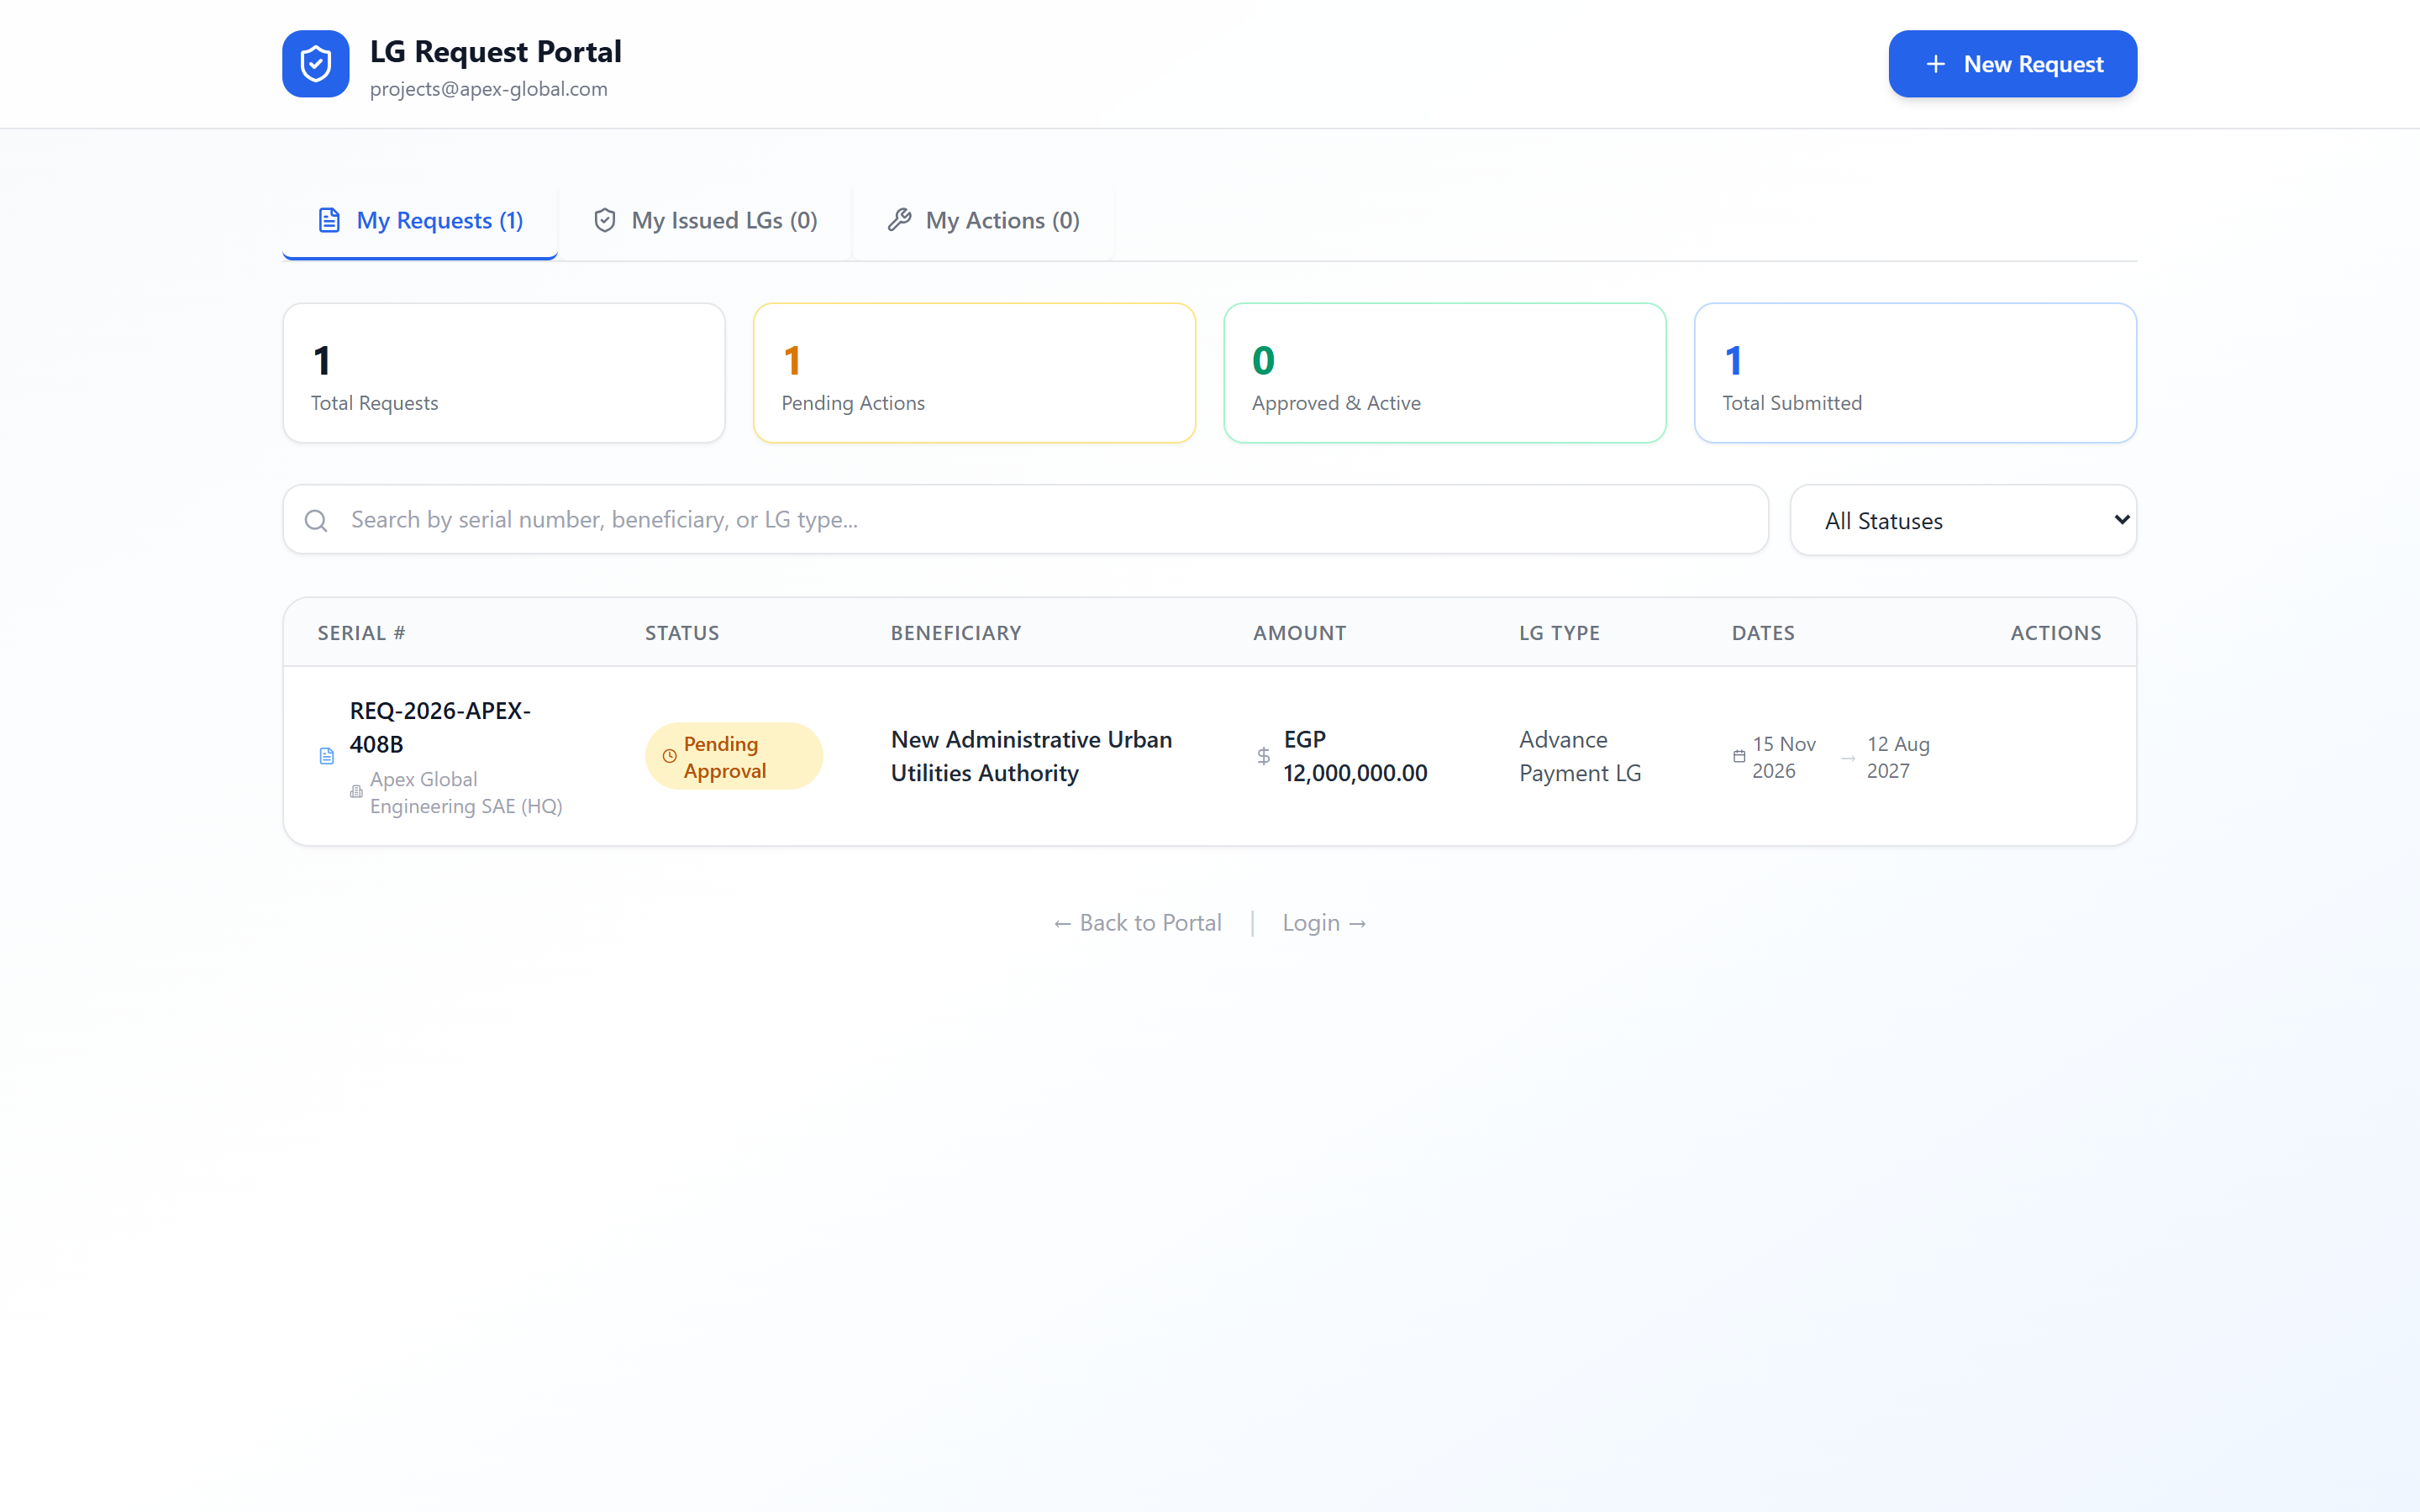 LG Request Portal
projects@apex-global.com
New Request
My Requests (1)
My Issued LGs (0)
My Actions (0)
1
Total Requests
1
Pending Actions
0
Approved & Active
1
Total Submitted
Search by serial number, beneficiary, or LG type...
All Statuses
SERIAL # STATUS BENEFICIARY AMOUNT LG TYPE DATES ACTIONS
REQ-2026-APEX-
408B
Apex Global
Engineering SAE (HQ)
Pending
Approval
New Administrative Urban
Utilities Authority
$
EGP
12,000,000.00
Advance
Payment LG
15 Nov
2026
→
12 Aug
2027
← Back to Portal | Login →